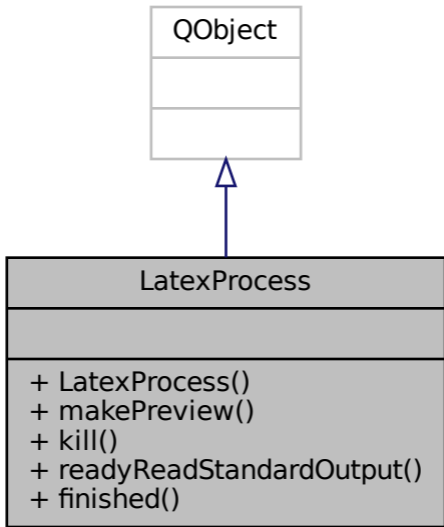 QObject
LatexProcess
+ LatexProcess()
+ makePreview()
+ kill()
+ readyReadStandardOutput()
+ finished()